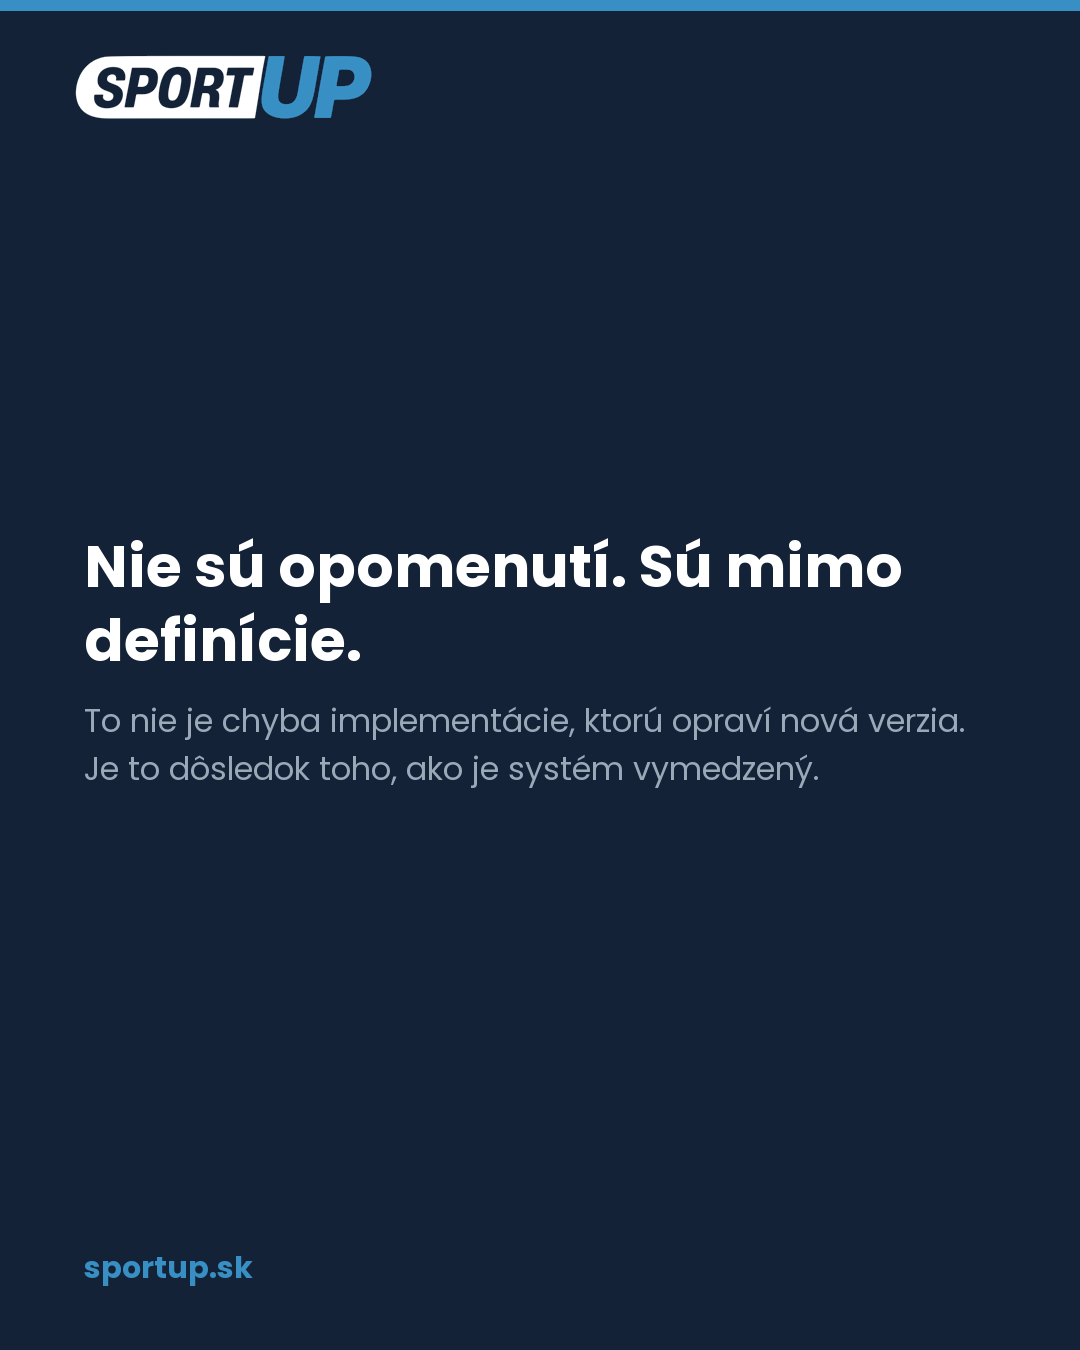 SPORTUP
Nie sú opomenutí. Sú mimo
definície.
To nie je chyba implementácie, ktorú opraví nová verzia.
Je to dôsledok toho, ako je systém vymedzený.
sportup.sk